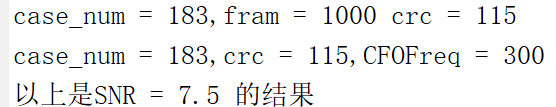 case_num = 183,fram = 1000 crc = 115
case_num = 183,crc = 115,CFOFreq = 300
以上是SNR = 7.5 的结果